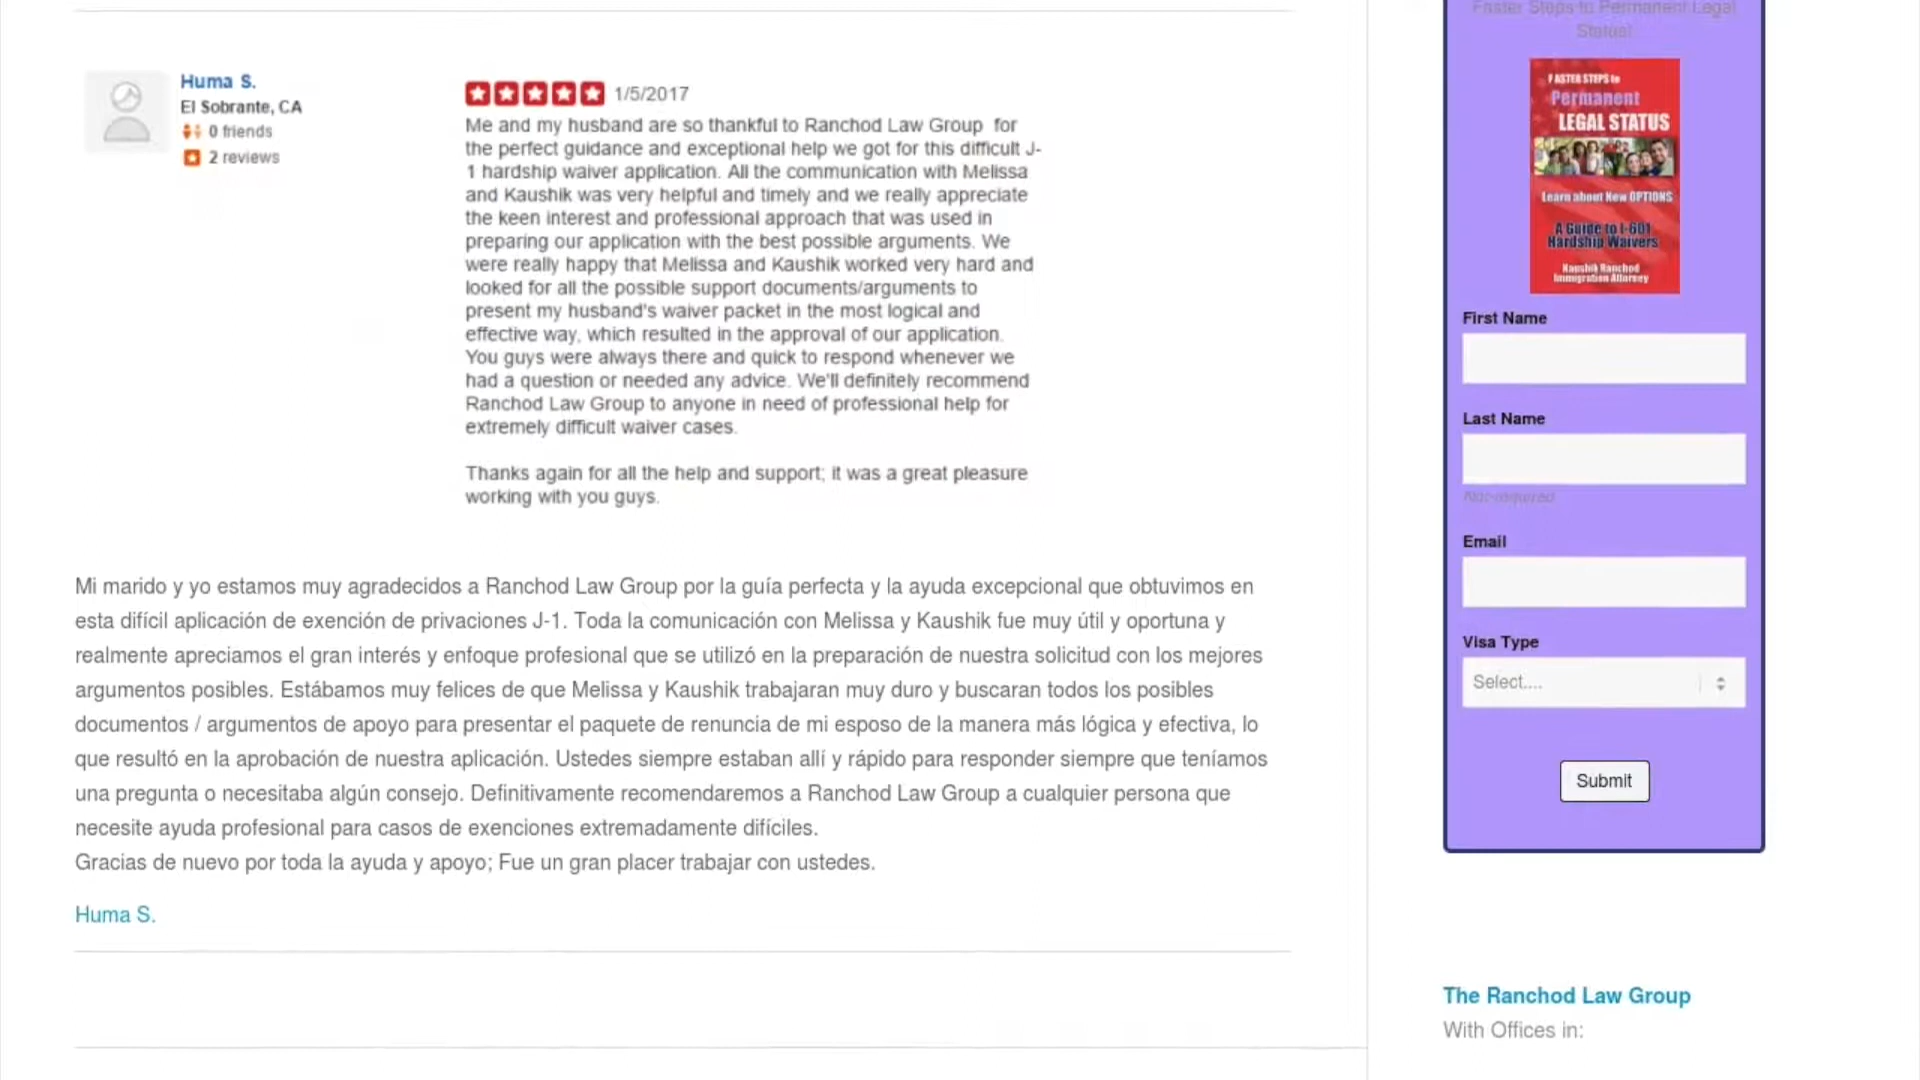 Huma S.
El Sobrante, CA
0 friends
2 reviews
1/5/2017
Me and my husband are so thankful to Ranchod Law Group for
the perfect guidance and exceptional help we got for this difficult J-
1 hardship waiver application. All the communication with Melissa
and Kaushik was very helpful and timely and we really appreciate
the keen interest and professional approach that was used in
preparing our application with the best possible arguments. We
were really happy that Melissa and Kaushik worked very hard and
looked for all the possible support documents/arguments to
present my husband's waiver packet in the most logical and
effective way, which resulted in the approval of our application.
You guys were always there and quick to respond whenever we
had a question or needed any advice. We'll definitely recommend
Ranchod Law Group to anyone in need of professional help for
extremely difficult waiver cases.
Thanks again for all the help and support; it was a great pleasure
working with you guys.
Mi marido y yo estamos muy agradecidos a Ranchod Law Group por la guía perfecta y la ayuda excepcional que obtuvimos en
esta difícil aplicación de exención de privaciones J-1. Toda la comunicación con Melissa y Kaushik fue muy útil y oportuna y
realmente apreciamos el gran interés y enfoque profesional que se utilizó en la preparación de nuestra solicitud con los mejores
argumentos posibles. Estábamos muy felices de que Melissa y Kaushik trabajaran muy duro y buscaran todos los posibles
documentos / argumentos de apoyo para presentar el paquete de renuncia de mi esposo de la manera más lógica y efectiva, lo
que resultó en la aprobación de nuestra aplicación. Ustedes siempre estaban allí y rápido para responder siempre que teníamos
una pregunta o necesitaba algún consejo. Definitivamente recomendaremos a Ranchod Law Group a cualquier persona que
necesite ayuda profesional para casos de exenciones extremadamente difíciles.
Gracias de nuevo por toda la ayuda y apoyo; Fue un gran placer trabajar con ustedes.
Huma S.
Faster Steps to Permanent Legal
Status!
FASTER STEPS to
Permanent
LEGAL STATUS
Learn about New OPTIONS
A Guide to I-601
Hardship Waivers
Kaushik Ranchod
Immigration Attorney
First Name
Last Name
Not required
Email
Visa Type
Select....
Submit
The Ranchod Law Group
With Offices in: